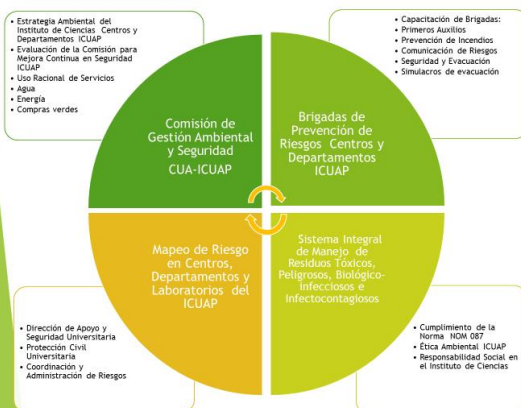 • Estrategia Ambiental del
Instituto de Ciencias Centros y
Departamentos ICUAP
• Evaluación de la Comisión para
Mejora Continua en Seguridad
ICUAP
• Uso Racional de Servicios
• Agua
• Energía
• Compras verdes
• Capacitación de Brigadas:
• Primeros Auxilios
• Prevención de Incendios
• Comunicación de Riesgos
• Seguridad y Evacuación
• Simulacros de evacuación
Comisión de
Gestión Ambiental
y Seguridad
CUA-ICUAP
Brigadas de
Prevención de
Riesgos Centros y
Departamentos
ICUAP
Mapeo de Riesgo
en Centros,
Departamentos y
Laboratorios del
ICUAP
Sistema Integral
de Manejo de
Residuos Tóxicos,
Peligrosos, Biológico-
infecciosos e
Infectocontagiosos
• Dirección de Apoyo y
Seguridad Universitaria
• Protección Civil
Universitaria
• Coordinación y
Administración de Riesgos
• Cumplimiento de la
Norma NOM 087
• Ética Ambiental ICUAP
• Responsabilidad Social en
el Instituto de Ciencias